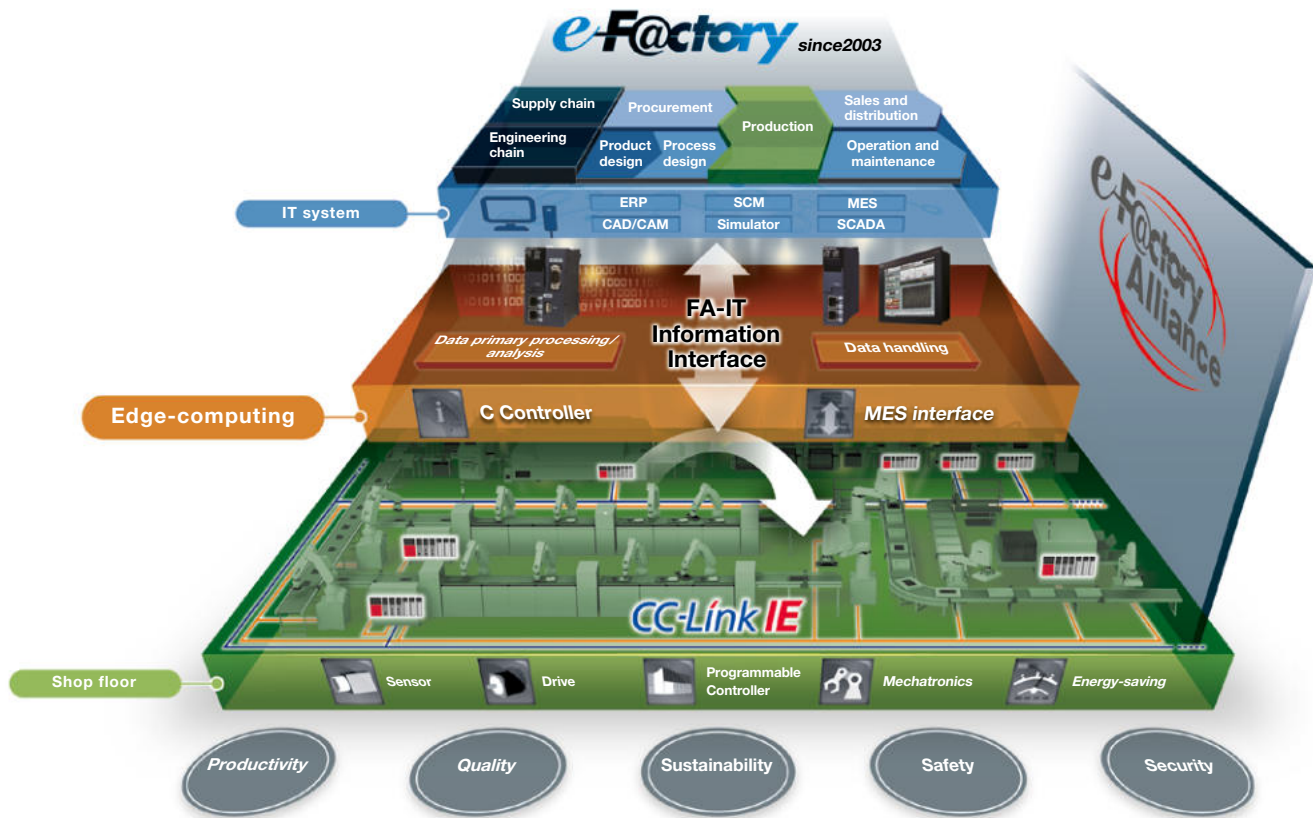 e-F@ctory since2003
Supply chain
Procurement
Production
Sales and
distribution
Engineering
chain
Product
design
Process
design
Operation and
maintenance
IT system
ERP
SCM
MES
CAD/CAM
Simulator
SCADA
e-F@ctory
Alliance
FA-IT
Information
Interface
Data primary processing/
analysis
Data handling
Edge-computing
C Controller
MES interface
CC-Link IE
Shop floor
Sensor
Drive
Programmable
Controller
Mechatronics
Energy-saving
Productivity
Quality
Sustainability
Safety
Security